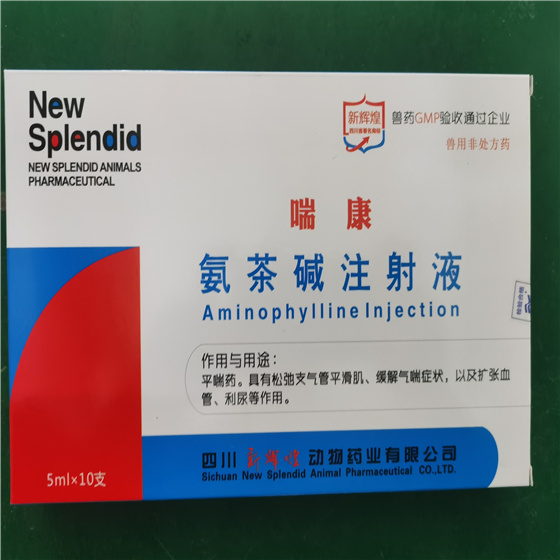 New
Splendid
NEW SPLENDID ANIMALS
PHARMACEUTICAL
新辉煌
兽药GMP验收通过企业
兽用非处方药
喘康
氨茶碱注射液
Aminophylline Injection
作用与用途：
平喘药。具有松弛支气管平滑肌、缓解气喘症状，以及扩张血
管、利尿等作用。
5ml×10支
四川新辉煌动物药业有限公司
Sichuan New Splendid Animal Pharmaceutical CO.,LTD.